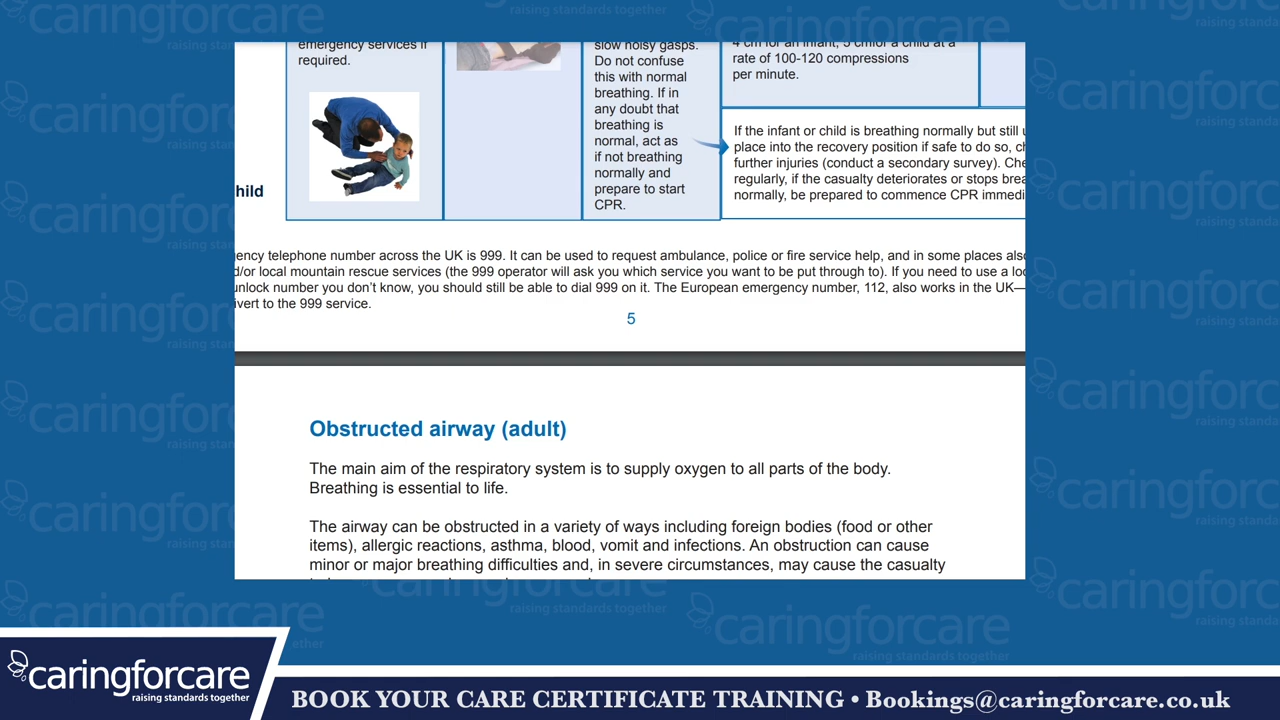 emergency services if
required.
slow noisy gasps.
Do not confuse
this with normal
breathing. If in
any doubt that
breathing is
normal, act as
if not breathing
normally and
prepare to start
CPR.
4 cm for an infant, 5 cm for a child at a
rate of 100-120 compressions
per minute.
If the infant or child is breathing normally but still
place into the recovery position if safe to do so,
further injuries (conduct a secondary survey).
regularly, if the casualty deteriorates or stops
normally, be prepared to commence CPR
hild
ency telephone number across the UK is 999. It can be used to request ambulance, police or fire service help, and in some places also
d/or local mountain rescue services (the 999 operator will ask you which service you want to be put through to). If you need to use a
unlock number you don't know, you should still be able to dial 999 on it. The European emergency number, 112, also works in the UK—
ivert to the 999 service.
5
Obstructed airway (adult)
The main aim of the respiratory system is to supply oxygen to all parts of the body.
Breathing is essential to life.
The airway can be obstructed in a variety of ways including foreign bodies (food or other
items), allergic reactions, asthma, blood, vomit and infections. An obstruction can cause
minor or major breathing difficulties and, in severe circumstances, may cause the casualty
caringforcare
raising standards together
BOOK YOUR CARE CERTIFICATE TRAINING • Bookings@caringforcare.co.uk